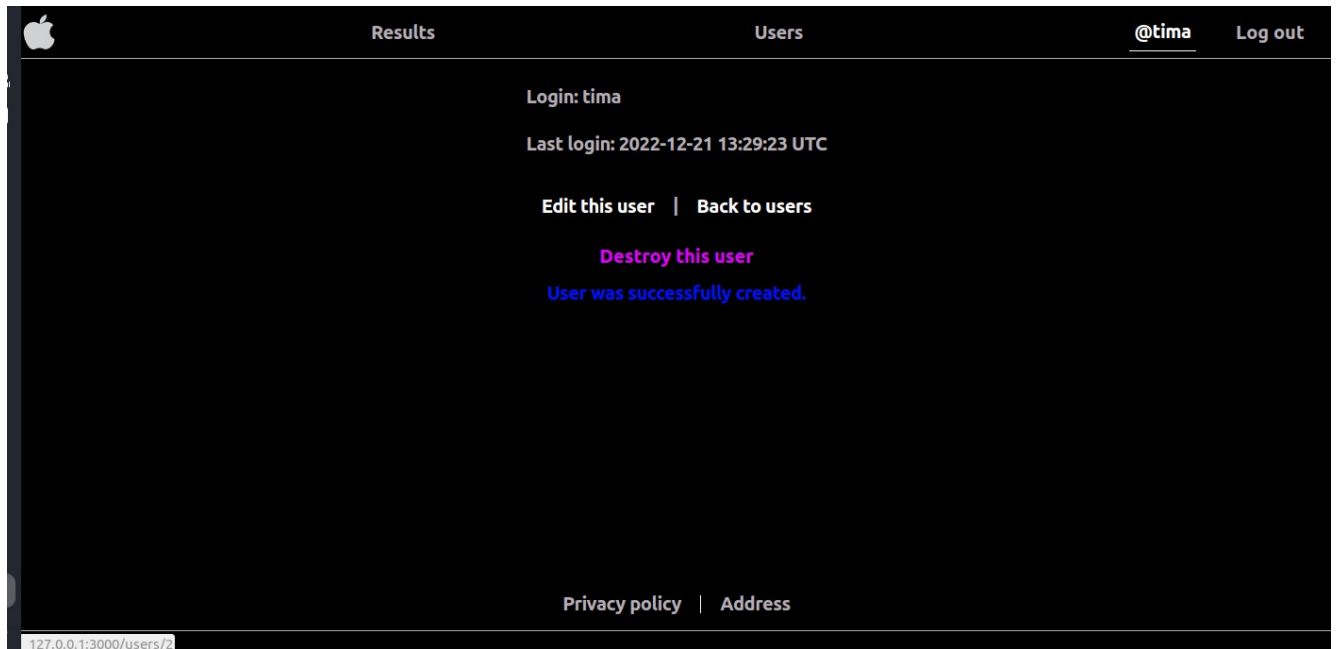 Results Users @tima Log out
Login: tima
Last login: 2022-12-21 13:29:23 UTC
Edit this user | Back to users
Destroy this user
User was successfully created.
Privacy policy | Address
127.0.0.1:3000/users/2